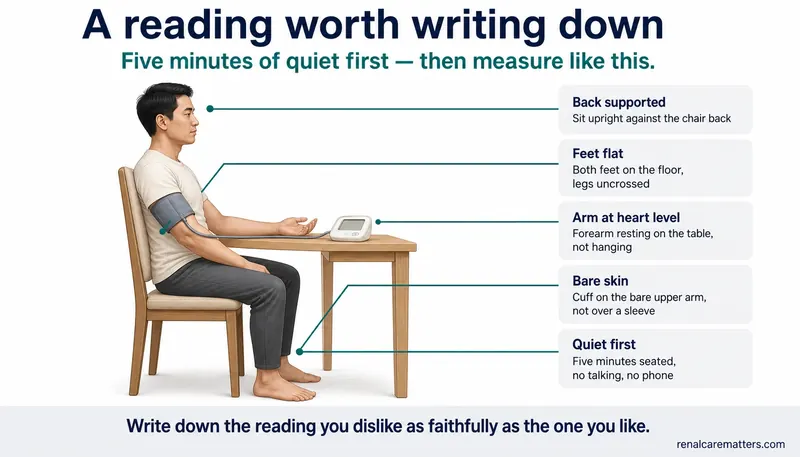 A reading worth writing down
Five minutes of quiet first — then measure like this.
Back supported
Sit upright against the chair back
Feet flat
Both feet on the floor,
legs uncrossed
Arm at heart level
Forearm resting on the table,
not hanging
Bare skin
Cuff on the bare upper arm,
not over a sleeve
Quiet first
Five minutes seated,
no talking, no phone
Write down the reading you dislike as faithfully as the one you like.
renalcarematters.com